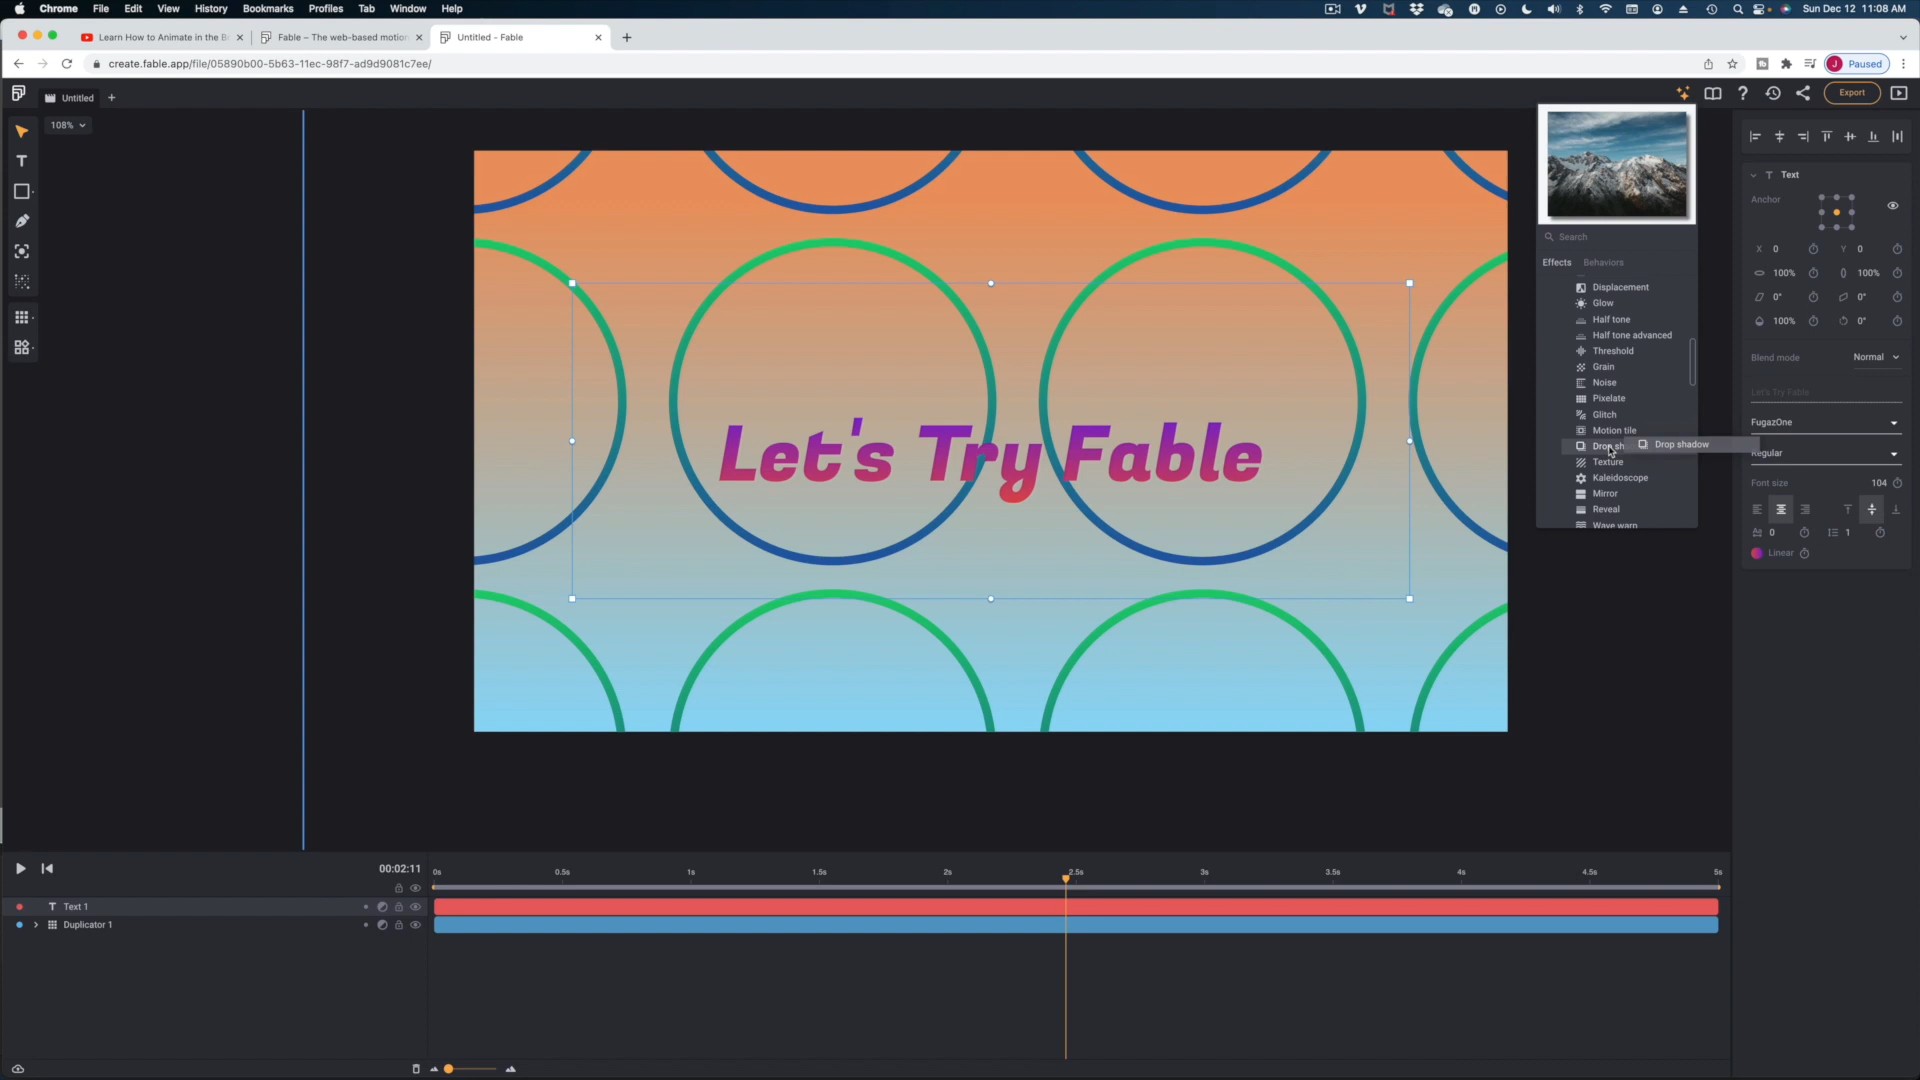 Chrome File Edit View History Bookmarks Profiles Tab Window Help
Sun Dec 12 11:08 AM
Learn How to Animate in the B
Fable – The web-based motion
Untitled - Fable
create.fable.app/file/05890b00-5b63-11ec-98f7-ad9d9081c7ee/
J Paused
Untitled
Export
108%
Let's Try Fable
Search
Effects Behaviors
Displacement
Glow
Half tone
Half tone advanced
Threshold
Grain
Noise
Pixelate
Glitch
Motion tile
Drop sh
Drop shadow
Texture
Kaleidoscope
Mirror
Reveal
Wave warp
Text
Anchor
X 0 Y 0
100% 100%
0° 0°
100% 0°
Blend mode Normal
Let's Try Fable
FugazOne
Regular
Font size 104
0 1
Linear
00:02:11
0s 0.5s 1s 1.5s 2s 2.5s 3s 3.5s 4s 4.5s 5s
Text 1
Duplicator 1